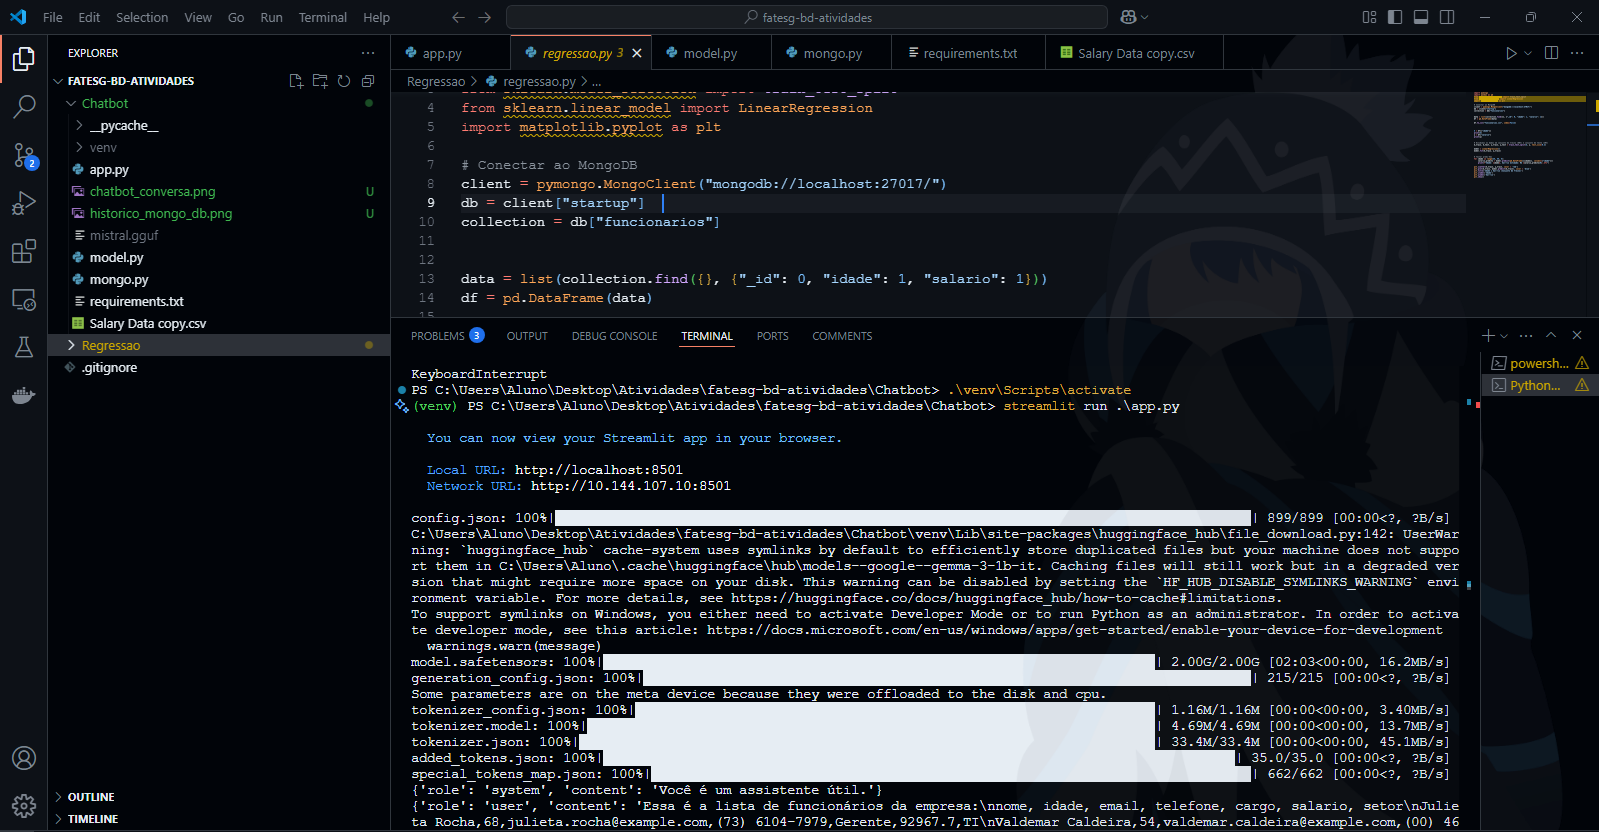 File Edit Selection View Go Run Terminal Help
fatesg-bd-atividades
EXPLORER
FATESG-BD-ATIVIDADES
Chatbot
__pycache__
venv
app.py
chatbot_conversa.png U
historico_mongo_db.png U
mistral.gguf
model.py
mongo.py
requirements.txt
Salary Data copy.csv
Regressao
.gitignore
OUTLINE
TIMELINE
2
app.py regressao.py 3 model.py mongo.py requirements.txt Salary Data copy.csv
Regressao > regressao.py > ...
4 from sklearn.linear_model import LinearRegression
5 import matplotlib.pyplot as plt
6
7 # Conectar ao MongoDB
8 client = pymongo.MongoClient("mongodb://localhost:27017/")
9 db = client["startup"]
10 collection = db["funcionarios"]
11
12
13 data = list(collection.find({}, {"_id": 0, "idade": 1, "salario": 1}))
14 df = pd.DataFrame(data)
15
PROBLEMS 3 OUTPUT DEBUG CONSOLE TERMINAL PORTS COMMENTS
powersh...
Python...
KeyboardInterrupt
PS C:\Users\Aluno\Desktop\Atividades\fatesg-bd-atividades\Chatbot> .\venv\Scripts\activate
(venv) PS C:\Users\Aluno\Desktop\Atividades\fatesg-bd-atividades\Chatbot> streamlit run .\app.py
You can now view your Streamlit app in your browser.
Local URL: http://localhost:8501
Network URL: http://10.144.107.10:8501
config.json: 100%| | 899/899 [00:00<?, ?B/s]
C:\Users\Aluno\Desktop\Atividades\fatesg-bd-atividades\Chatbot\venv\Lib\site-packages\huggingface_hub\file_download.py:142: UserWar
ning: `huggingface_hub` cache-system uses symlinks by default to efficiently store duplicated files but your machine does not suppo
rt them in C:\Users\Aluno\.cache\huggingface\hub\models--google--gemma-3-1b-it. Caching files will still work but in a degraded ver
sion that might require more space on your disk. This warning can be disabled by setting the `HF_HUB_DISABLE_SYMLINKS_WARNING` envi
ronment variable. For more details, see https://huggingface.co/docs/huggingface_hub/how-to-cache#limitations.
To support symlinks on Windows, you either need to activate Developer Mode or to run Python as an administrator. In order to activa
te developer mode, see this article: https://docs.microsoft.com/en-us/windows/apps/get-started/enable-your-device-for-development
warnings.warn(message)
model.safetensors: 100%| | 2.00G/2.00G [02:03<00:00, 16.2MB/s]
generation_config.json: 100%| | 215/215 [00:00<?, ?B/s]
Some parameters are on the meta device because they were offloaded to the disk and cpu.
tokenizer_config.json: 100%| | 1.16M/1.16M [00:00<00:00, 3.40MB/s]
tokenizer.model: 100%| | 4.69M/4.69M [00:00<00:00, 13.7MB/s]
tokenizer.json: 100%| | 33.4M/33.4M [00:00<00:00, 45.1MB/s]
added_tokens.json: 100%| | 35.0/35.0 [00:00<?, ?B/s]
special_tokens_map.json: 100%| | 662/662 [00:00<?, ?B/s]
{'role': 'system', 'content': 'Você é um assistente útil.'}
{'role': 'user', 'content': 'Essa é a lista de funcionários da empresa:\nnome, idade, email, telefone, cargo, salario, setor\nJulie
ta Rocha,68,julieta.rocha@example.com,(73) 6104-7979,Gerente,92967.7,TI\nValdemar Caldeira,54,valdemar.caldeira@example.com,(00) 46